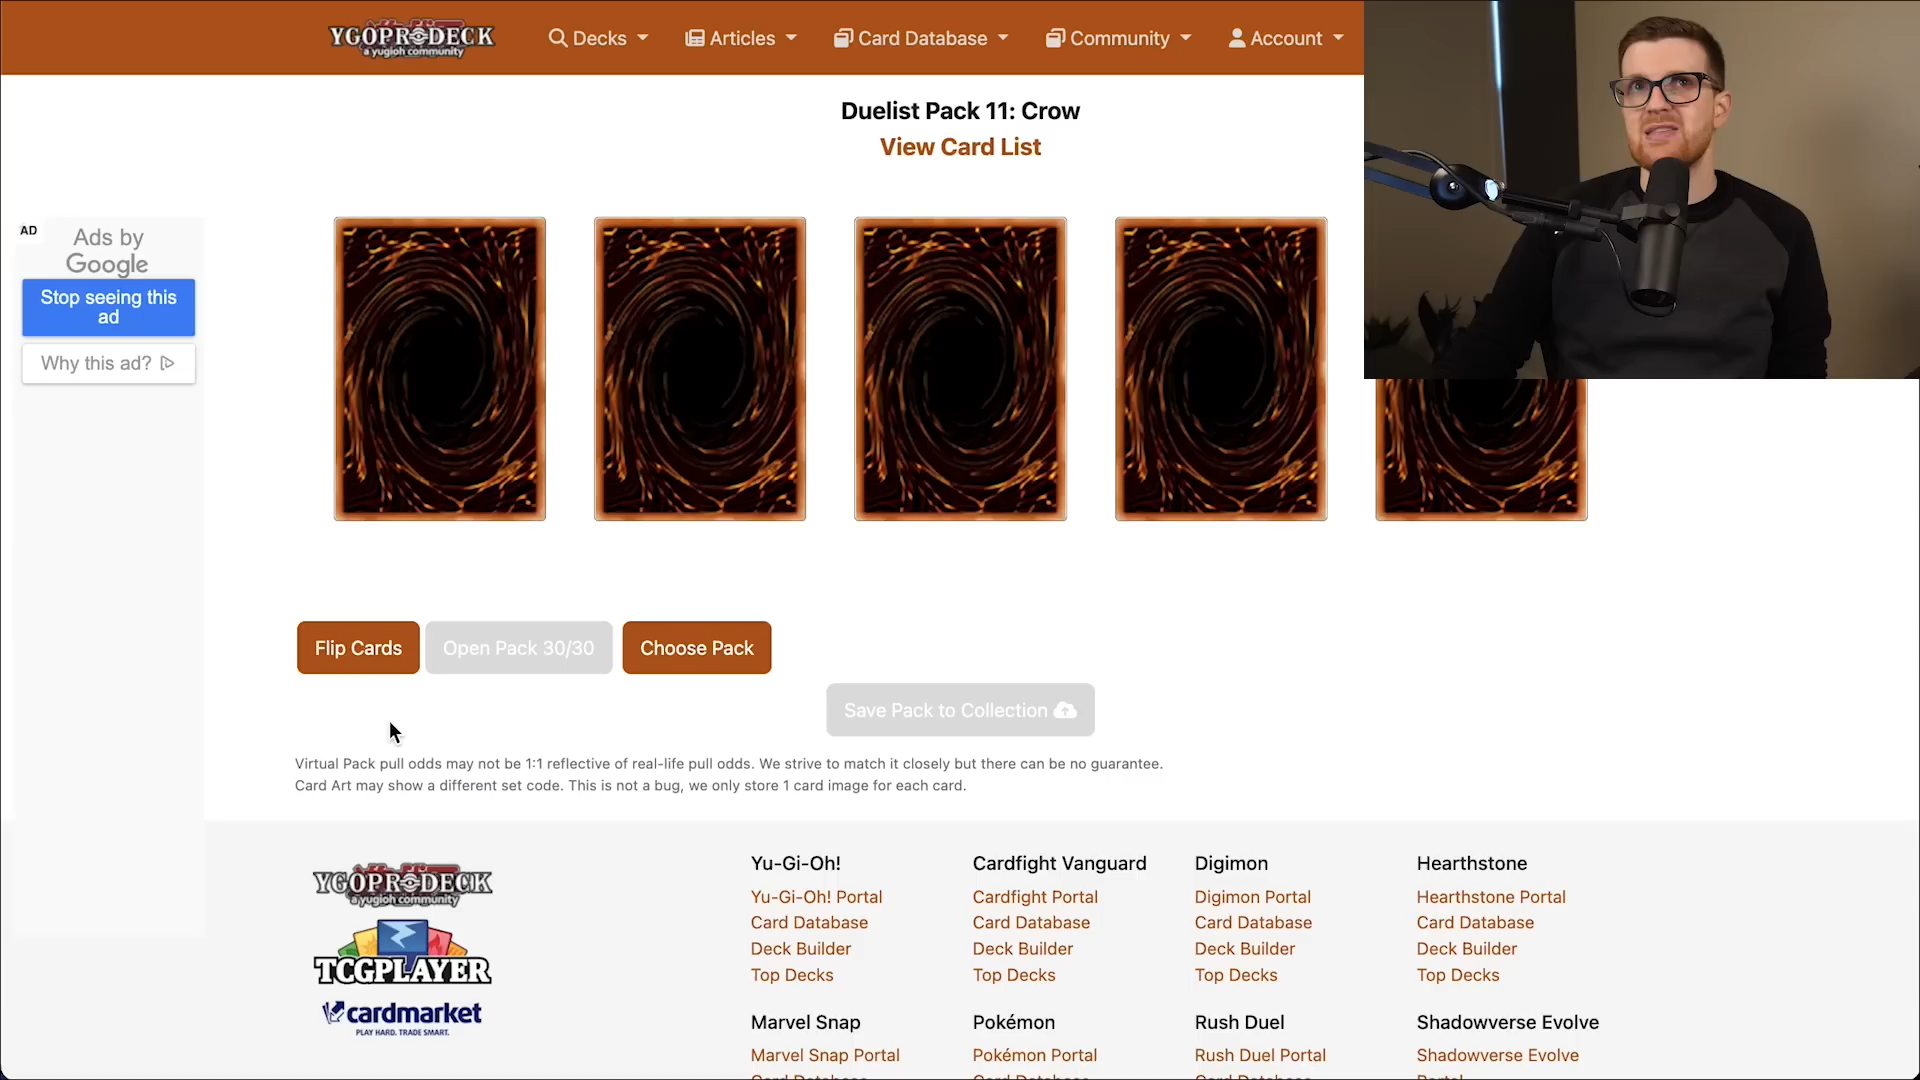 YGOPRODECK
a yugioh community
Decks
Articles
Card Database
Community
Account
Duelist Pack 11: Crow
View Card List
AD
Ads by
Google
Stop seeing this
ad
Why this ad?
Flip Cards
Open Pack 30/30
Choose Pack
Save Pack to Collection
Virtual Pack pull odds may not be 1:1 reflective of real-life pull odds. We strive to match it closely but there can be no guarantee.
Card Art may show a different set code. This is not a bug, we only store 1 card image for each card.
YGOPRODECK
a yugioh community
TCGPLAYER
cardmarket
PLAY HARD. TRADE SMART.
Yu-Gi-Oh!
Yu-Gi-Oh! Portal
Card Database
Deck Builder
Top Decks
Cardfight Vanguard
Cardfight Portal
Card Database
Deck Builder
Top Decks
Digimon
Digimon Portal
Card Database
Deck Builder
Top Decks
Hearthstone
Hearthstone Portal
Card Database
Deck Builder
Top Decks
Marvel Snap
Marvel Snap Portal
Pokémon
Pokémon Portal
Rush Duel
Rush Duel Portal
Shadowverse Evolve
Shadowverse Evolve